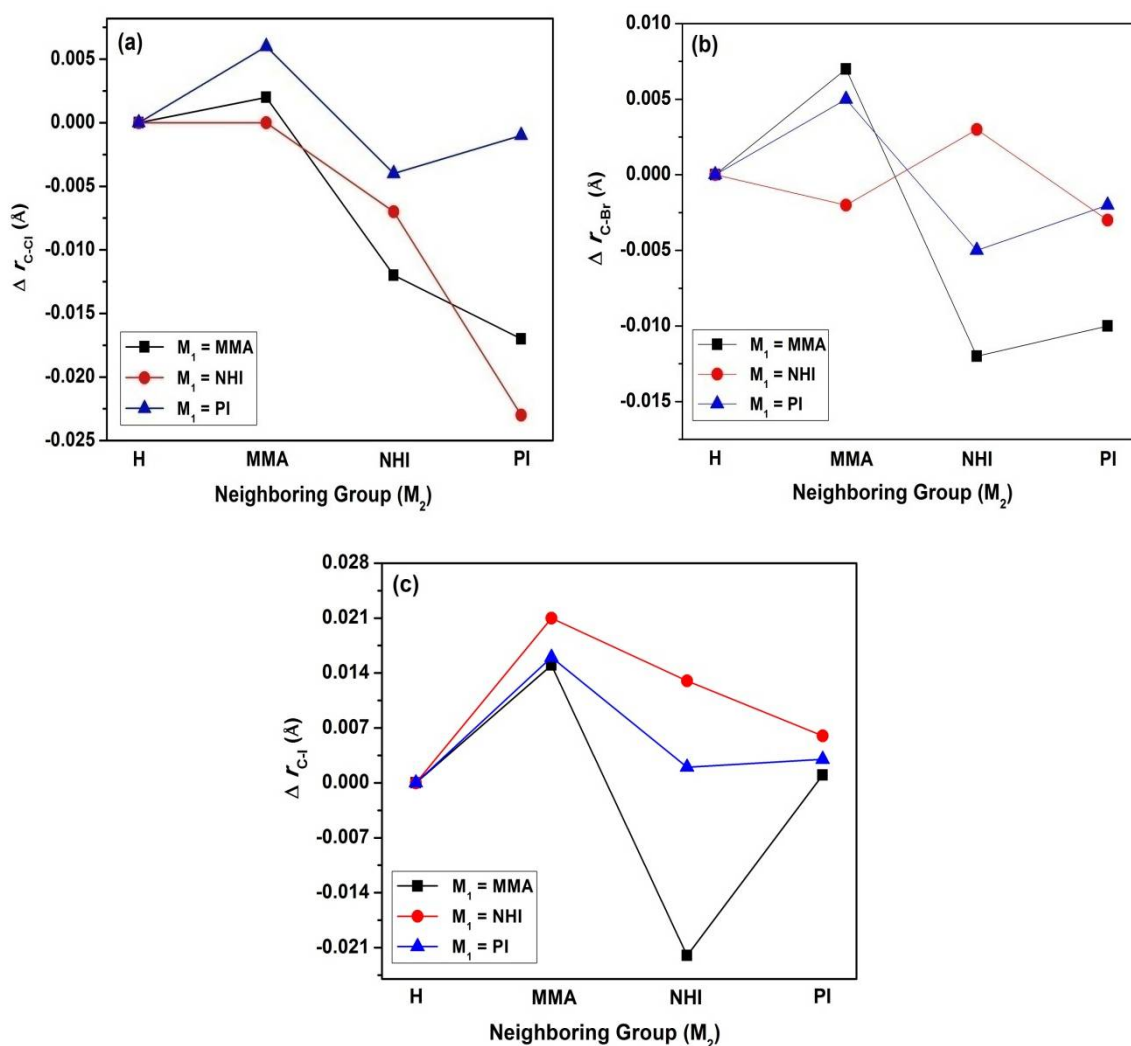 (a)
0.005
0.000
-0.005
-0.010
-0.015
-0.020
-0.025
Δ r_C-Cl (Å)
M₁ = MMA
M₁ = NHI
M₁ = PI
H MMA NHI PI
Neighboring Group (M₂)
(b)
0.010
0.005
0.000
-0.005
-0.010
-0.015
Δ r_C-Br (Å)
M₁ = MMA
M₁ = NHI
M₁ = PI
H MMA NHI PI
Neighboring Group (M₂)
(c)
0.028
0.021
0.014
0.007
0.000
-0.007
-0.014
-0.021
Δ r_C-I (Å)
M₁ = MMA
M₁ = NHI
M₁ = PI
H MMA NHI PI
Neighboring Group (M₂)